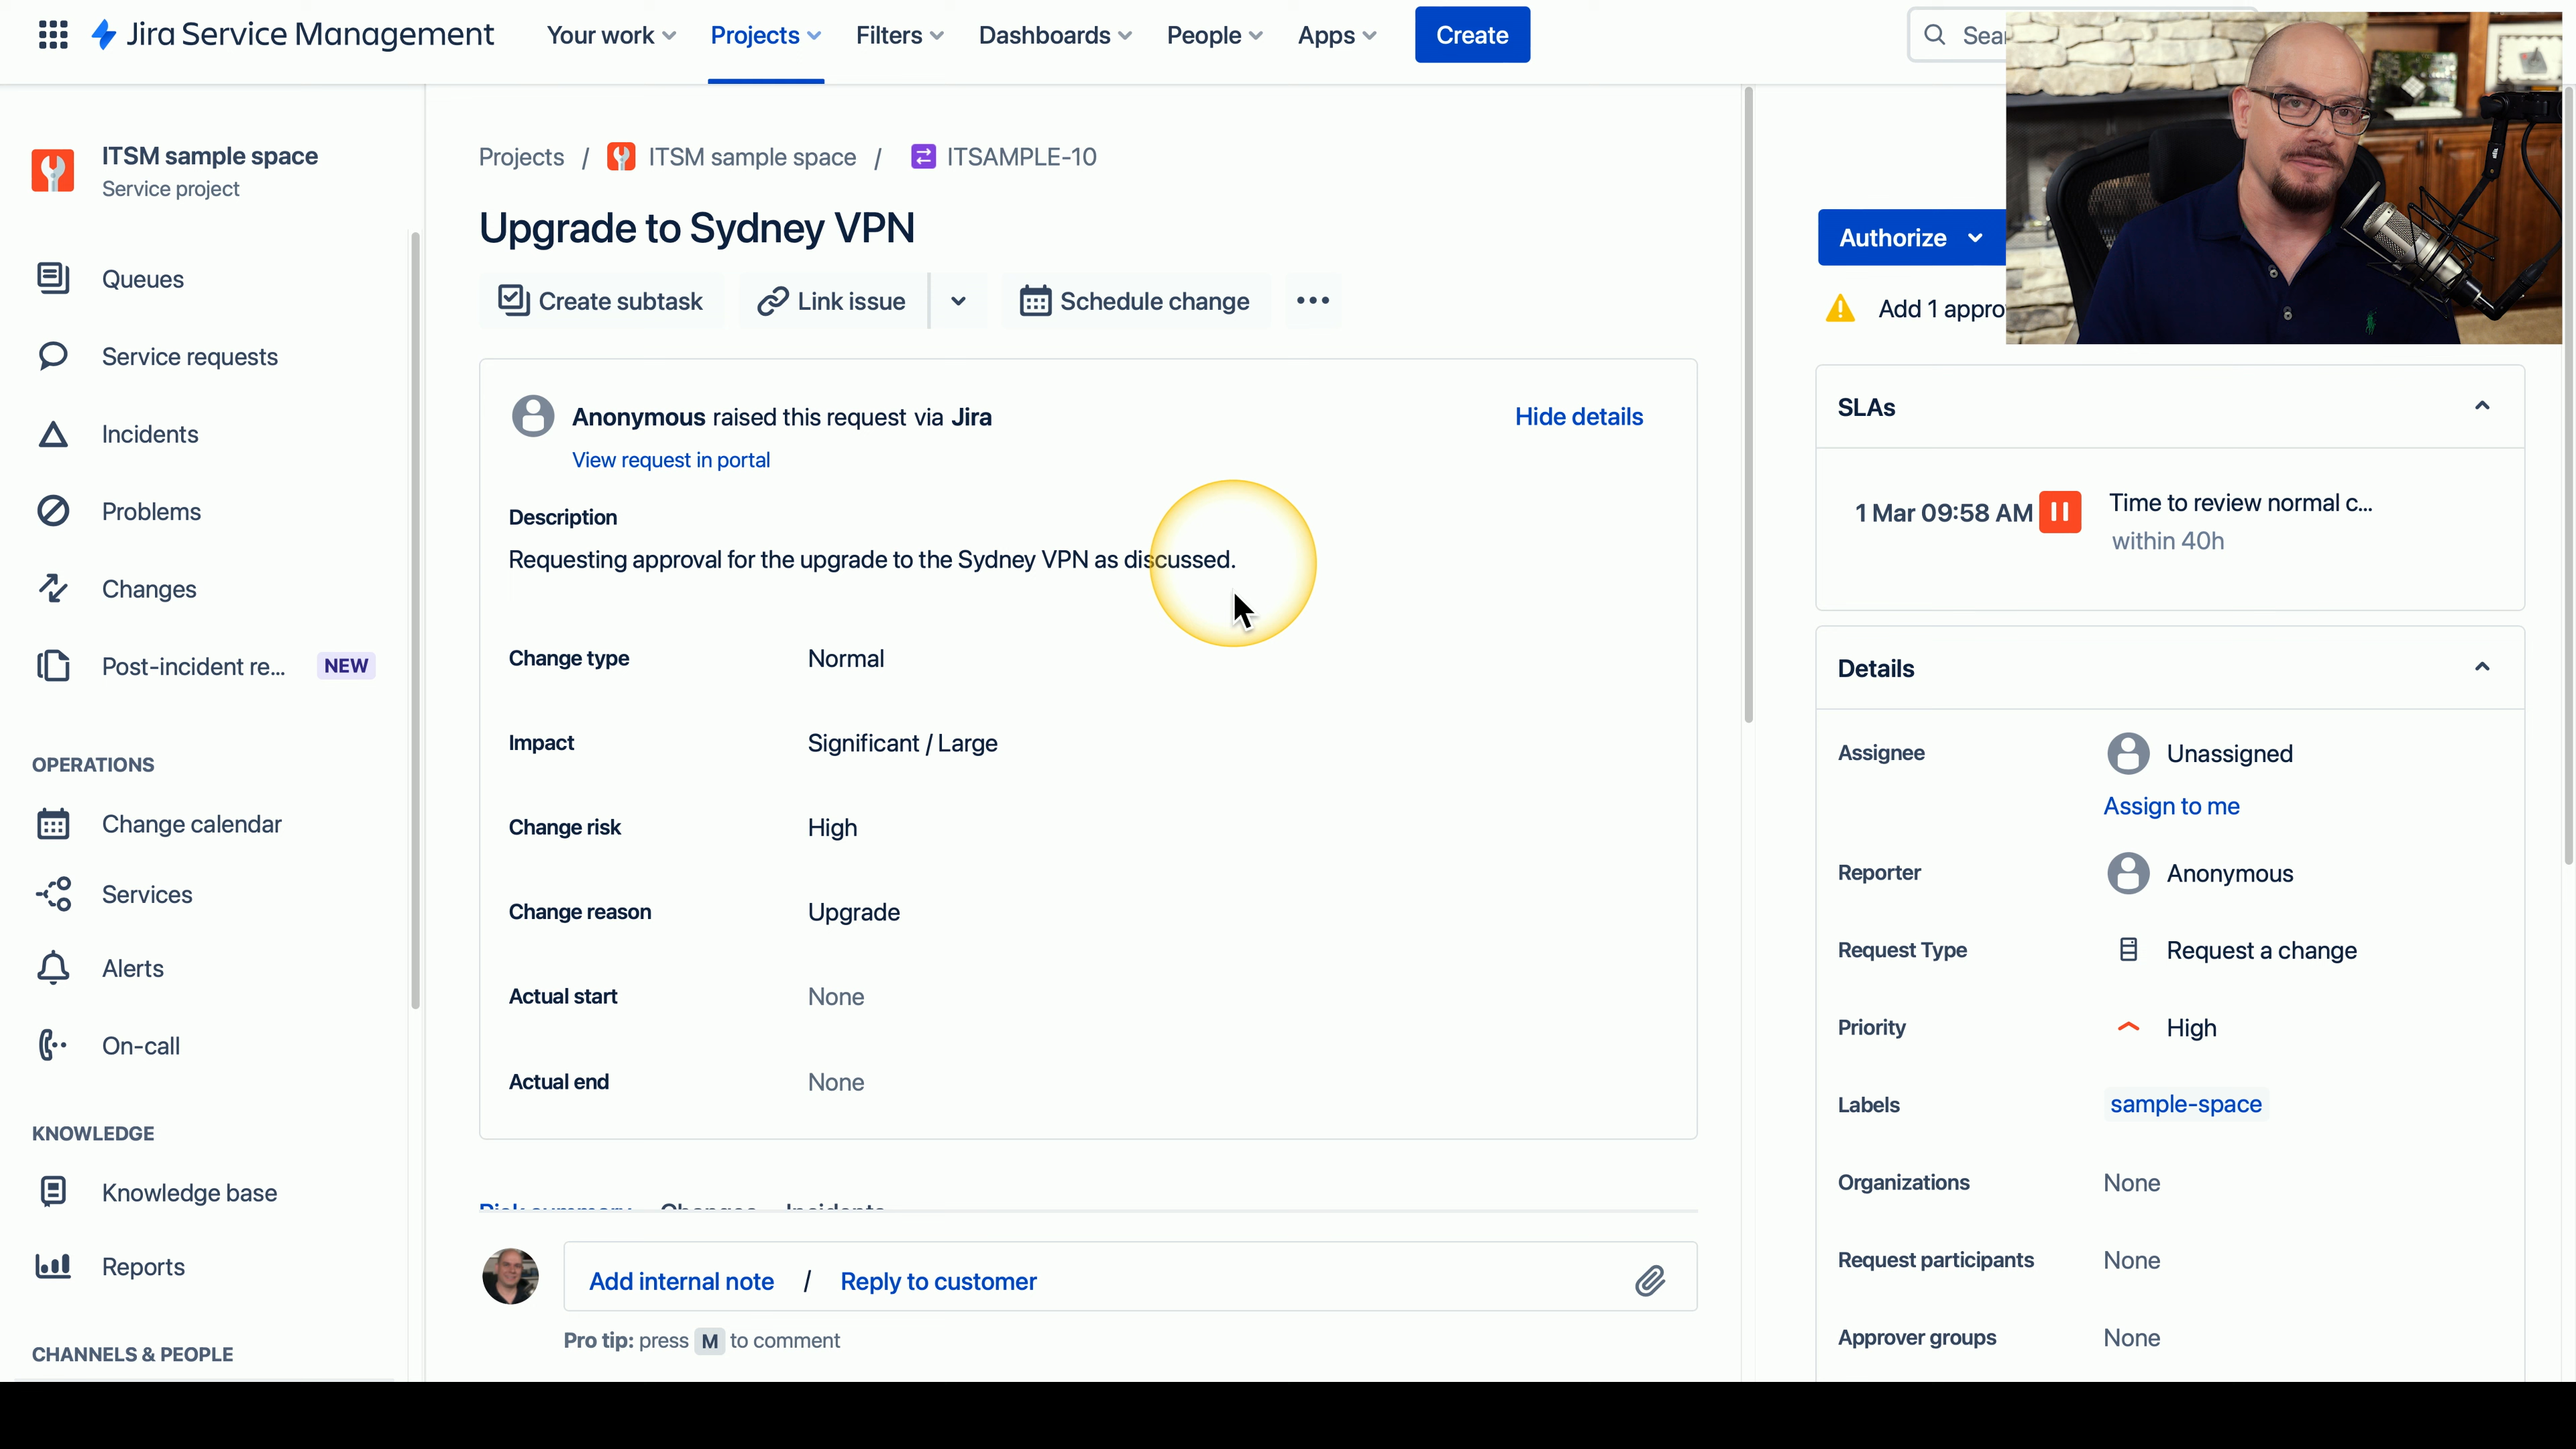 Jira Service Management
Your work
Projects
Filters
Dashboards
People
Apps
Create
ITSM sample space
Service project
Queues
Service requests
Incidents
Problems
Changes
Post-incident re... NEW
OPERATIONS
Change calendar
Services
Alerts
On-call
KNOWLEDGE
Knowledge base
Reports
CHANNELS & PEOPLE
Projects / ITSM sample space / ITSAMPLE-10
Upgrade to Sydney VPN
Create subtask
Link issue
Schedule change
Anonymous raised this request via Jira
Hide details
View request in portal
Description
Requesting approval for the upgrade to the Sydney VPN as discussed.
Change type Normal
Impact Significant / Large
Change risk High
Change reason Upgrade
Actual start None
Actual end None
Risk summary Changes Incidents
Add internal note / Reply to customer
Pro tip: press M to comment
Authorize
Add 1
SLAs
1 Mar 09:58 AM
Time to review normal c...
within 40h
Details
Assignee Unassigned
Assign to me
Reporter Anonymous
Request Type Request a change
Priority High
Labels sample-space
Organizations None
Request participants None
Approver groups None